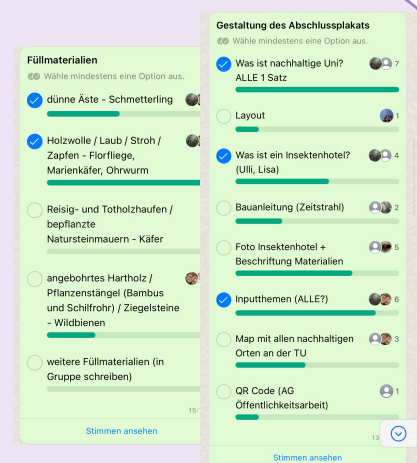 Füllmaterialien
Wähle mindestens eine Option aus.
dünne Äste - Schmetterling
Holzwolle / Laub / Stroh /
Zapfen - Florfliege,
Marienkäfer, Ohrwurm
Reisig- und Totholzhaufen /
bepflanzte
Natursteinmauern - Käfer
angebohrtes Hartholz /
Pflanzenstängel (Bambus
und Schilfrohr) / Ziegelsteine
- Wildbienen
weitere Füllmaterialien (in
Gruppe schreiben)
15:
Stimmen ansehen
Gestaltung des Abschlussplakats
Wähle mindestens eine Option aus.
Was ist nachhaltige Uni? 7
ALLE 1 Satz
Layout 1
Was ist ein Insektenhotel? 4
(Ulli, Lisa)
Bauanleitung (Zeitstrahl) 2
Foto Insektenhotel + 5
Beschriftung Materialien
Inputthemen (ALLE?) 6
Map mit allen nachhaltigen 3
Orten an der TU
QR Code (AG 1
Öffentlichkeitsarbeit)
13
Stimmen ansehen